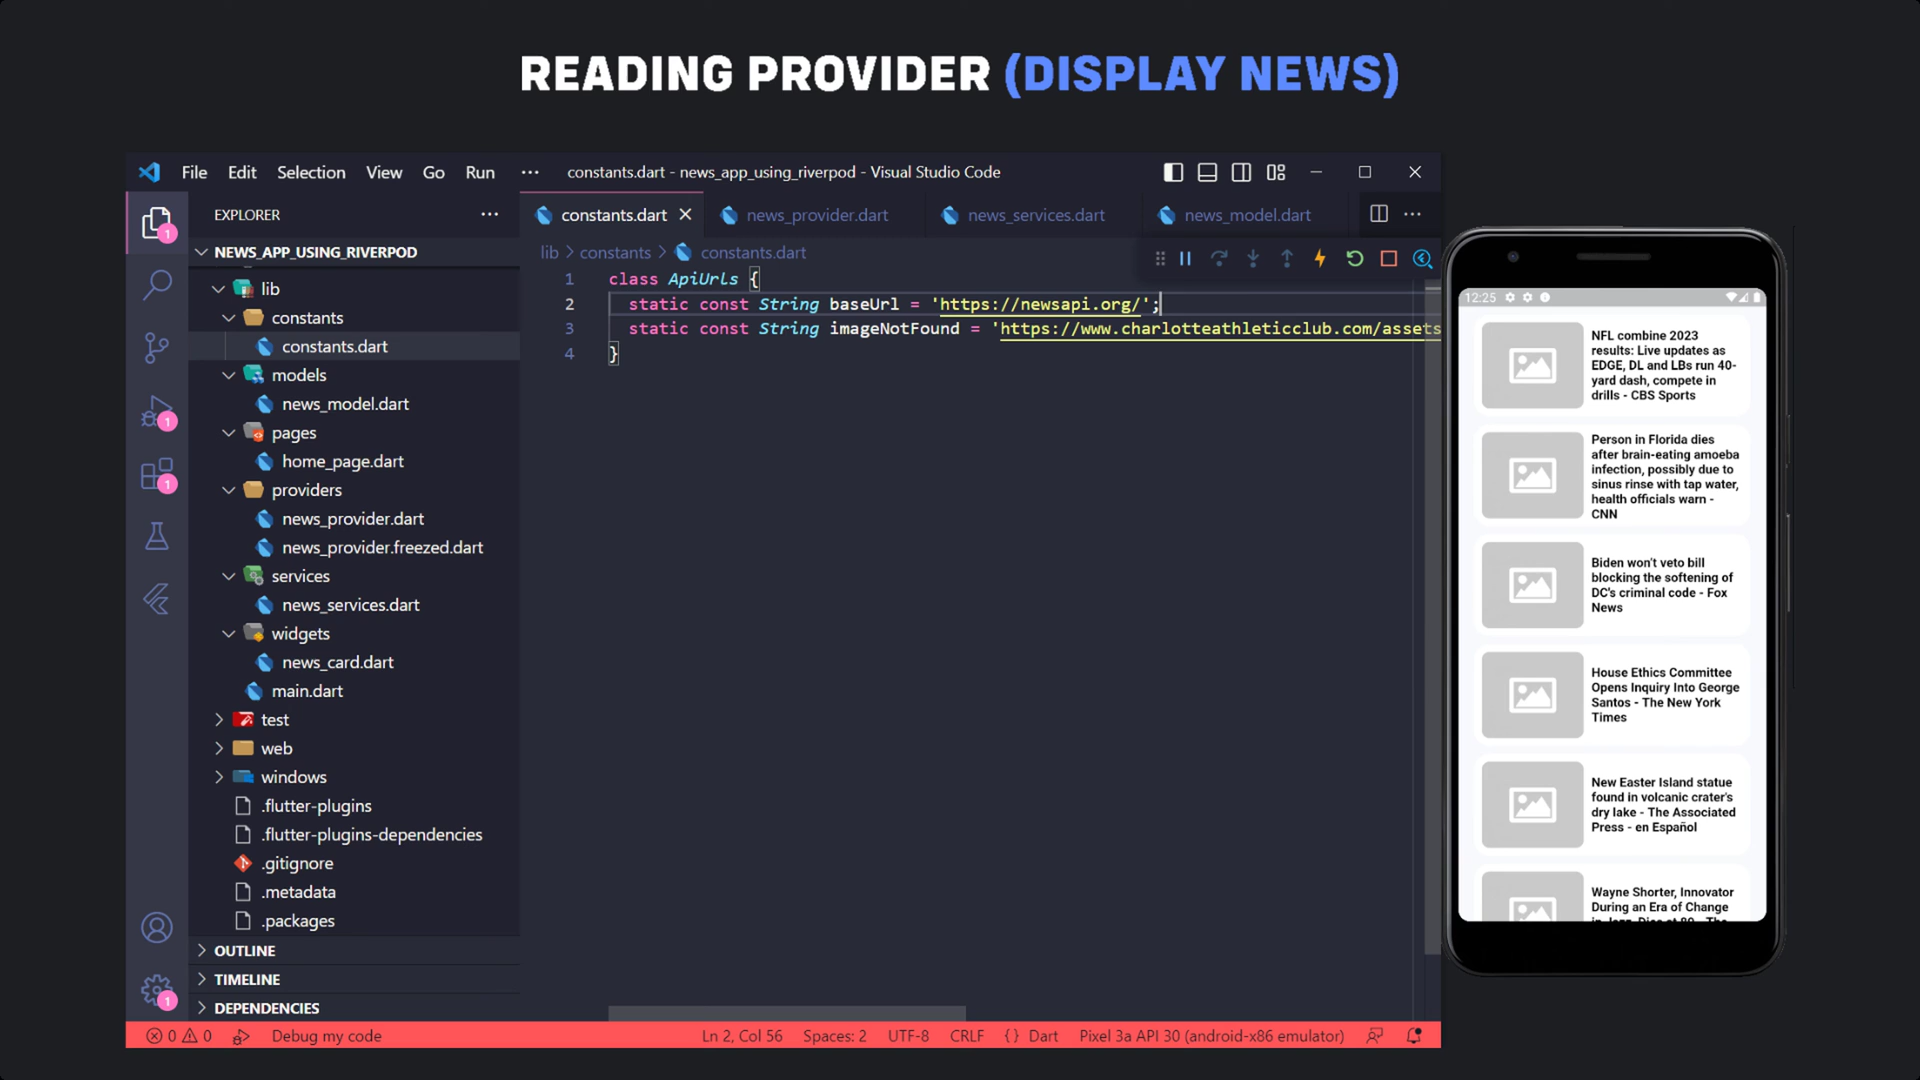 READING PROVIDER (DISPLAY NEWS)
File Edit Selection View Go Run ··· constants.dart - news_app_using_riverpod - Visual Studio Code
EXPLORER ···
constants.dart news_provider.dart news_services.dart news_model.dart ···
NEWS_APP_USING_RIVERPOD
lib > constants > constants.dart
lib
constants
constants.dart
models
news_model.dart
pages
home_page.dart
providers
news_provider.dart
news_provider.freezed.dart
services
news_services.dart
widgets
news_card.dart
main.dart
test
web
windows
.flutter-plugins
.flutter-plugins-dependencies
.gitignore
.metadata
.packages
OUTLINE
TIMELINE
DEPENDENCIES
1
1
1
1
1 class ApiUrls {
2 static const String baseUrl = 'https://newsapi.org/';
3 static const String imageNotFound = 'https://www.charlotteathleticclub.com/assets
4 }
0 0 Debug my code Ln 2, Col 56 Spaces: 2 UTF-8 CRLF {} Dart Pixel 3a API 30 (android-x86 emulator)
12:25
NFL combine 2023
results: Live updates as
EDGE, DL and LBs run 40-
yard dash, compete in
drills - CBS Sports
Person in Florida dies
after brain-eating amoeba
infection, possibly due to
sinus rinse with tap water,
health officials warn -
CNN
Biden won't veto bill
blocking the softening of
DC's criminal code - Fox
News
House Ethics Committee
Opens Inquiry Into George
Santos - The New York
Times
New Easter Island statue
found in volcanic crater's
dry lake - The Associated
Press - en Español
Wayne Shorter, Innovator
During an Era of Change
in Jazz, Dies at 89 - The